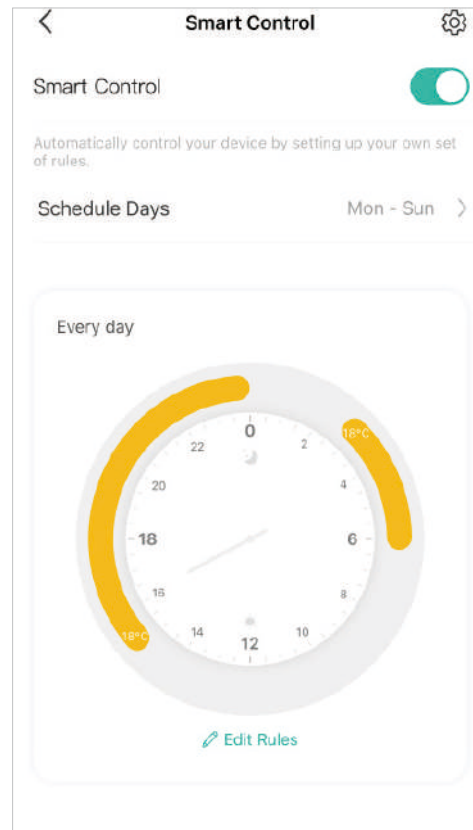 Smart Control
Smart Control
Automatically control your device by setting up your own set
of rules.
Schedule Days
Mon - Sun
Every day
0
22
2
18°C
20
4
18
6
16
8
18°C
14
10
12
Edit Rules